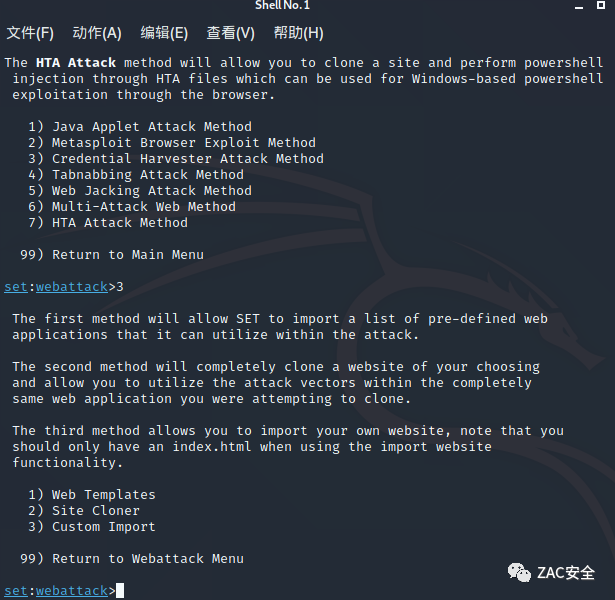 Shell No. 1
文件(F) 动作(A) 编辑(E) 查看(V) 帮助(H)
The HTA Attack method will allow you to clone a site and perform powershell
injection through HTA files which can be used for Windows-based powershell
exploitation through the browser.
1) Java Applet Attack Method
2) Metasploit Browser Exploit Method
3) Credential Harvester Attack Method
4) Tabnabbing Attack Method
5) Web Jacking Attack Method
6) Multi-Attack Web Method
7) HTA Attack Method
99) Return to Main Menu
set:webattack>3
The first method will allow SET to import a list of pre-defined web
applications that it can utilize within the attack.
The second method will completely clone a website of your choosing
and allow you to utilize the attack vectors within the completely
same web application you were attempting to clone.
The third method allows you to import your own website, note that you
should only have an index.html when using the import website
functionality.
1) Web Templates
2) Site Cloner
3) Custom Import
99) Return to Webattack Menu
set:webattack>
ZAC安全